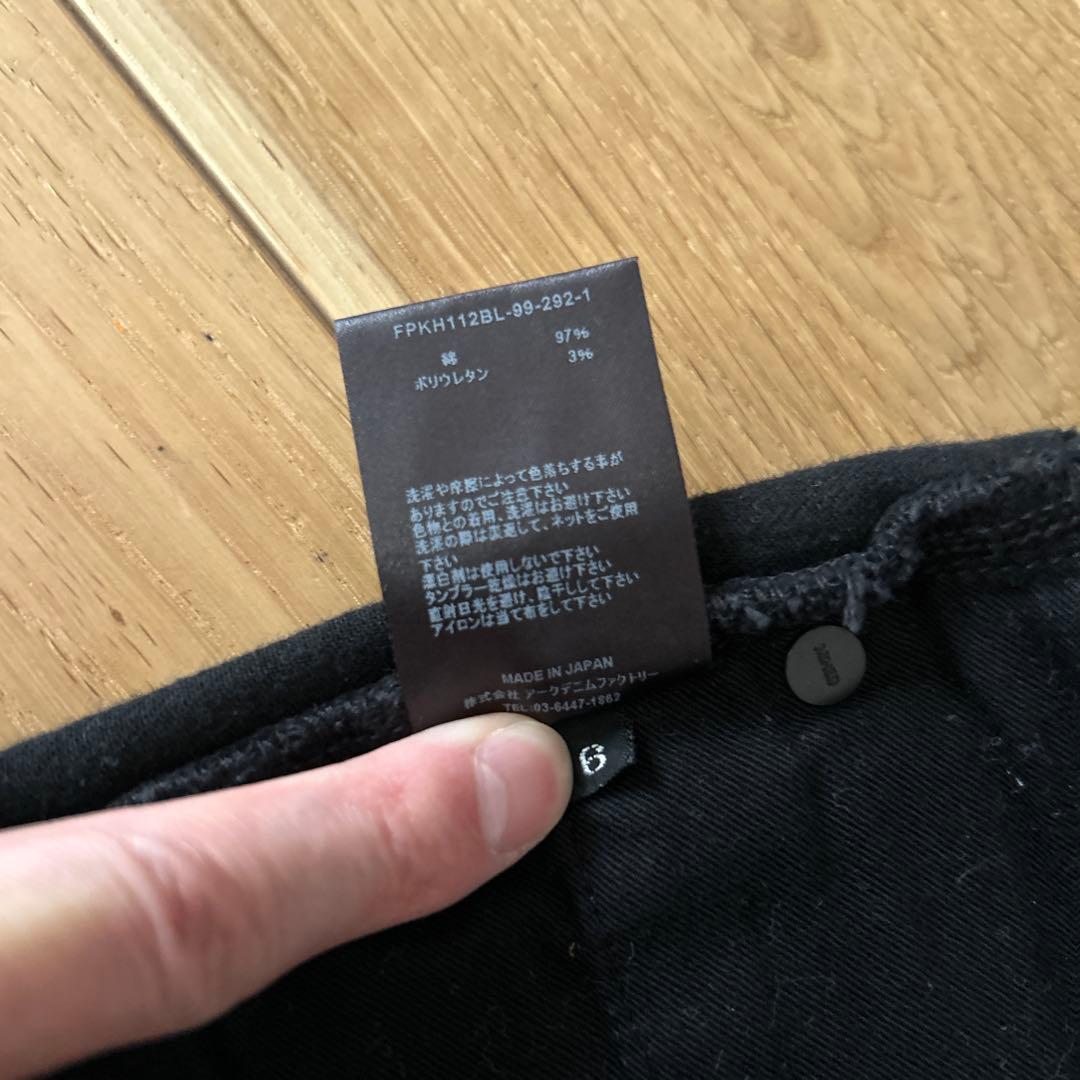 FPKH112BL-99-292-1
綿 97%
ポリウレタン 3%
洗濯や摩擦によって色落ちする事が
ありますのでご注意下さい
色物との着用、洗濯はお避け下さい
洗濯の際は裏返して、ネットをご使用
下さい
漂白剤は使用しないで下さい
タンブラー乾燥はお避け下さい
直射日光を避け、陰干しして下さい
アイロンは当て布をして下さい
MADE IN JAPAN
株式会社 アークデニムファクトリー
TEL:03-6447-1862
6